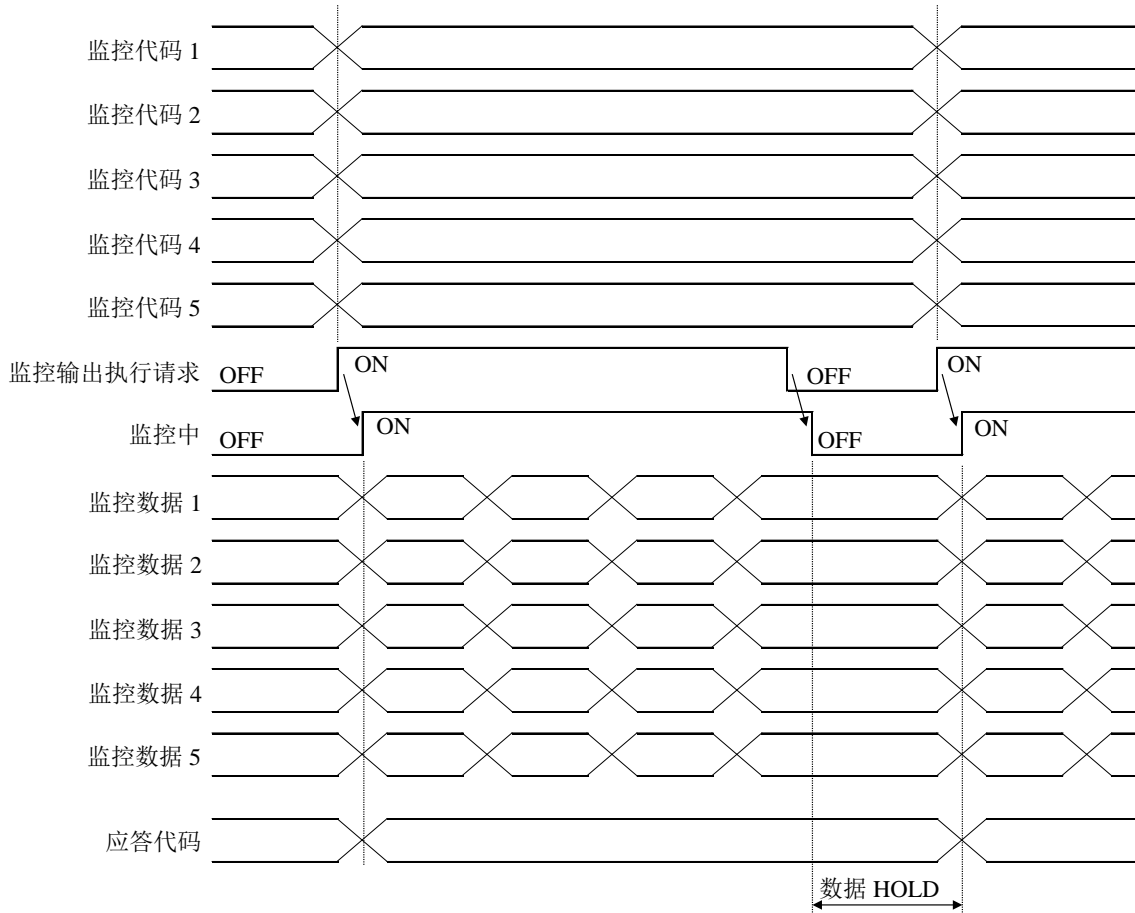 监控代码 1
监控代码 2
监控代码 3
监控代码 4
监控代码 5
监控输出执行请求 OFF ON OFF ON
监控中 OFF ON OFF ON
监控数据 1
监控数据 2
监控数据 3
监控数据 4
监控数据 5
应答代码
数据 HOLD